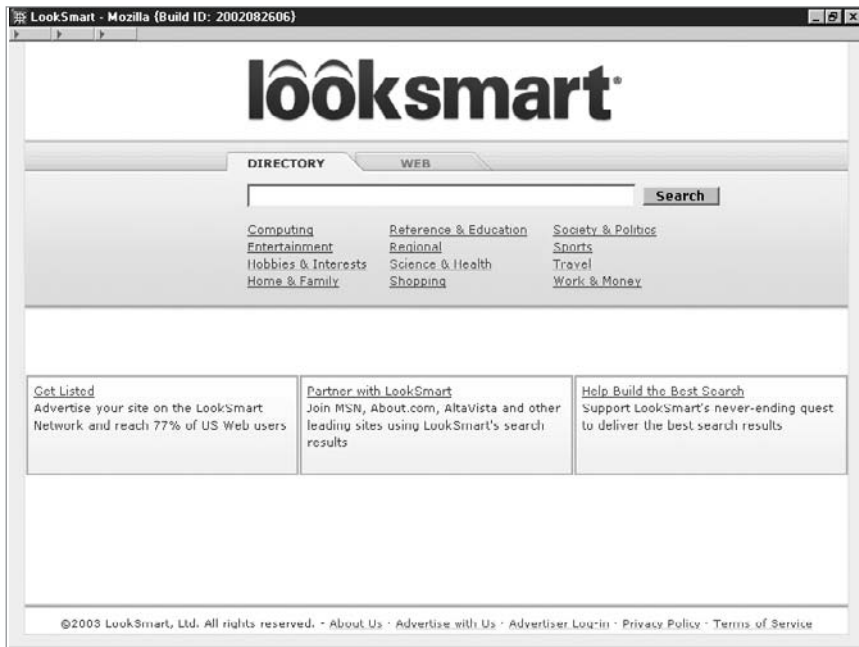 LookSmart - Mozilla {Build ID: 2002082606}
looksmart®
DIRECTORY WEB
Search
Computing Reference & Education Society & Politics
Entertainment Regional Sports
Hobbies & Interests Science & Health Travel
Home & Family Shopping Work & Money
Get Listed
Advertise your site on the LookSmart
Network and reach 77% of US Web users
Partner with LookSmart
Join MSN, About.com, AltaVista and other
leading sites using LookSmart's search
results
Help Build the Best Search
Support LookSmart's never-ending quest
to deliver the best search results
©2003 LookSmart, Ltd. All rights reserved. - About Us · Advertise with Us · Advertiser Log-in · Privacy Policy · Terms of Service